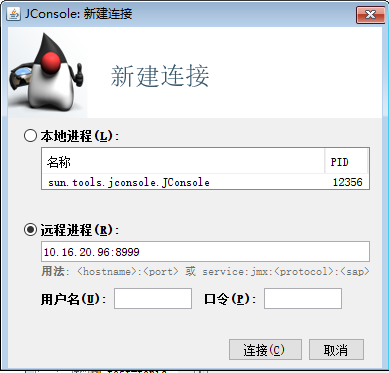 JConsole: 新建连接
新建连接
本地进程(L):
名称 PID
sun.tools.jconsole.JConsole 12356
远程进程(R):
10.16.20.96:8999
用法: <hostname>:<port> 或 service:jmx:<protocol>:<sap>
用户名(U): 口令(P):
连接(C) 取消